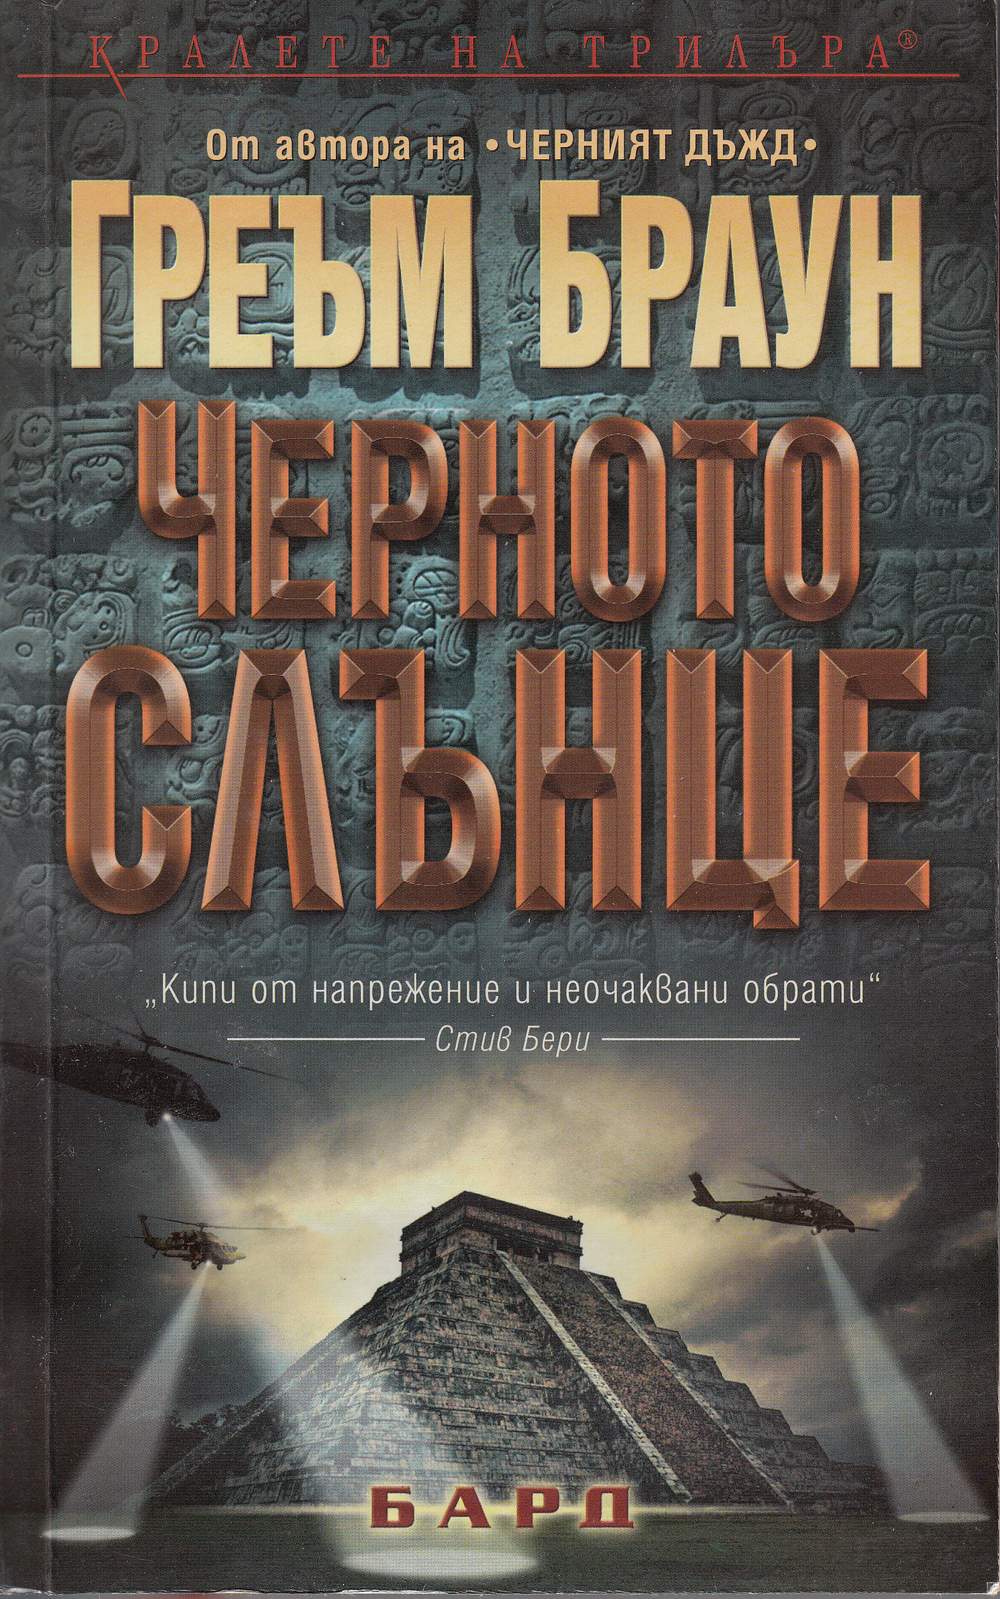 КРАЛЕТЕ НА ТРИЛЪРА®
От автора на •ЧЕРНИЯТ ДЪЖД•
ГРЕЪМ БРАУН
ЧЕРНОТО
СЛЪНЦЕ
„Кипи от напрежение и неочаквани обрати“
Стив Бери
БАРД